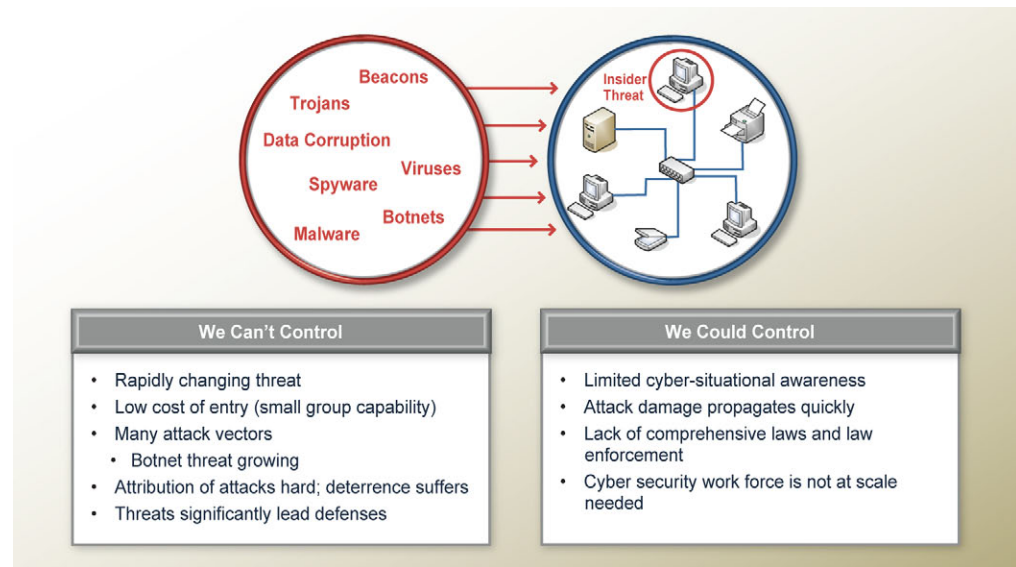 Beacons
Trojans
Data Corruption
Viruses
Spyware
Botnets
Malware
Insider
Threat
We Can't Control
• Rapidly changing threat
• Low cost of entry (small group capability)
• Many attack vectors
• Botnet threat growing
• Attribution of attacks hard; deterrence suffers
• Threats significantly lead defenses
We Could Control
• Limited cyber-situational awareness
• Attack damage propagates quickly
• Lack of comprehensive laws and law
enforcement
• Cyber security work force is not at scale
needed